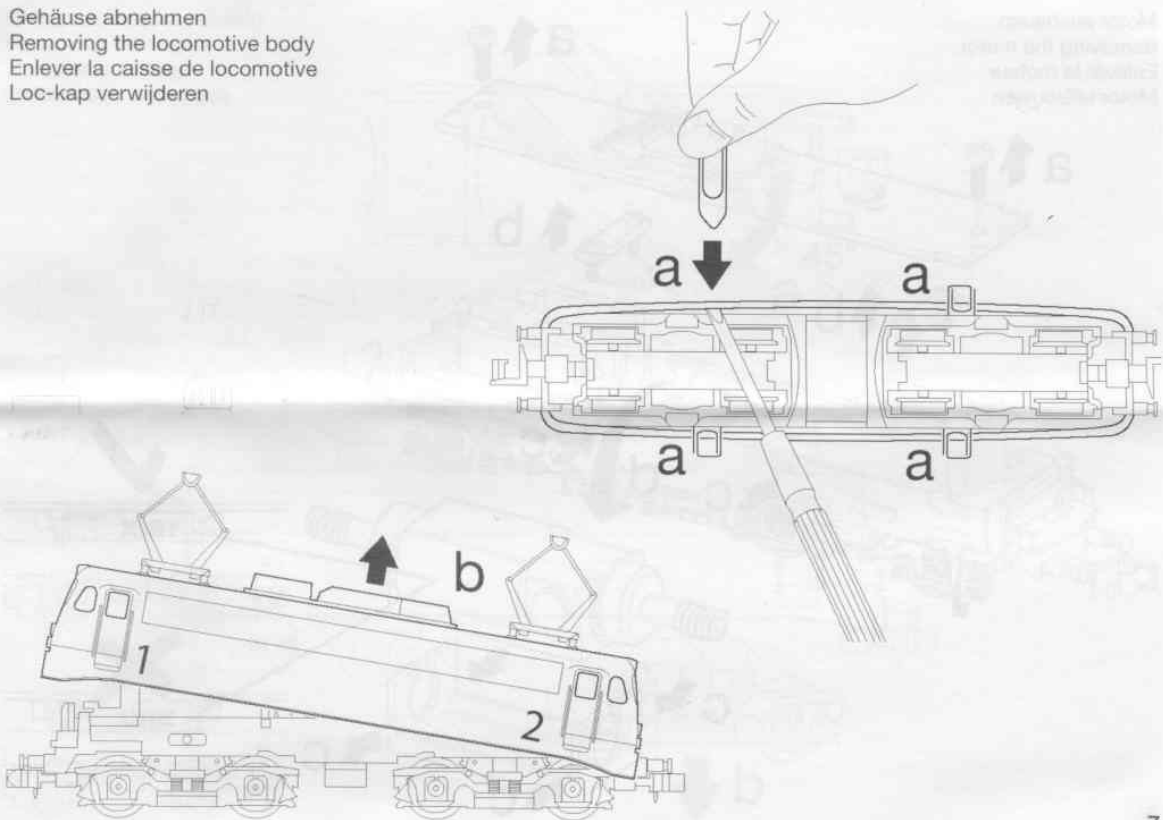 Gehäuse abnehmen
Removing the locomotive body
Enlever la caisse de locomotive
Loc-kap verwijderen
a
a
a
a
b
1
2
7